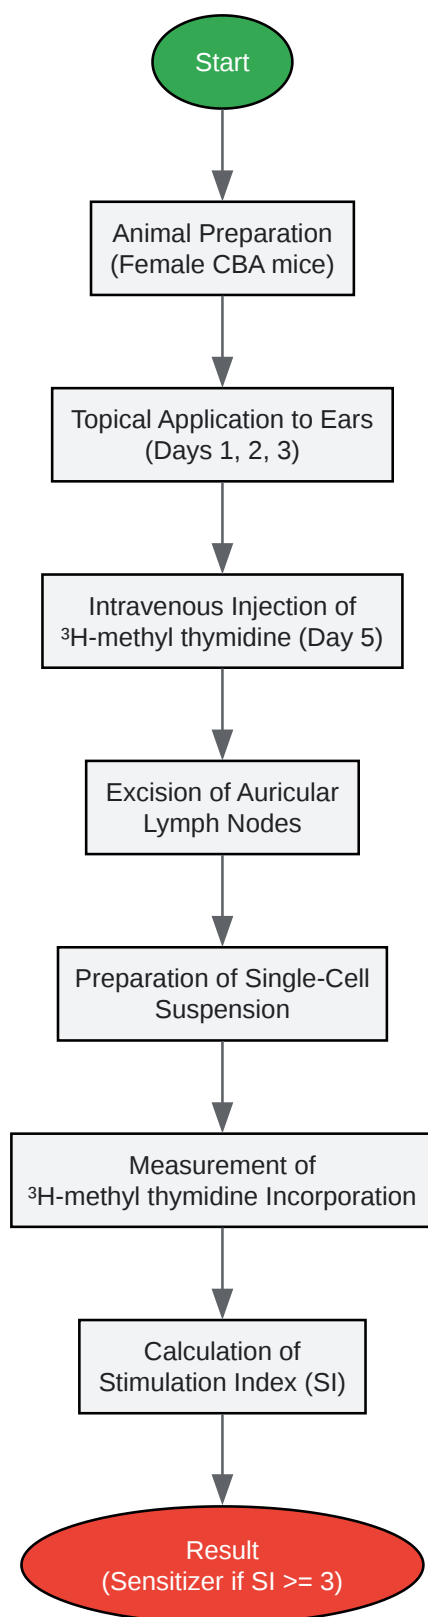 Start
Animal Preparation
(Female CBA mice)
Topical Application to Ears
(Days 1, 2, 3)
Intravenous Injection of
³H-methyl thymidine (Day 5)
Excision of Auricular
Lymph Nodes
Preparation of Single-Cell
Suspension
Measurement of
³H-methyl thymidine Incorporation
Calculation of
Stimulation Index (SI)
Result
(Sensitizer if SI >= 3)